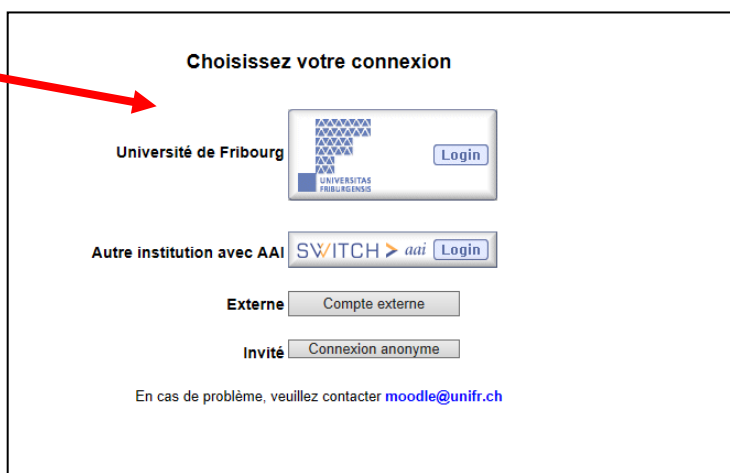 Choisissez votre connexion
Université de Fribourg
UNIVERSITAS
FRIBURGENSIS
Login
Autre institution avec AAI SWITCH > aai Login
Externe Compte externe
Invité Connexion anonyme
En cas de problème, veuillez contacter moodle@unifr.ch